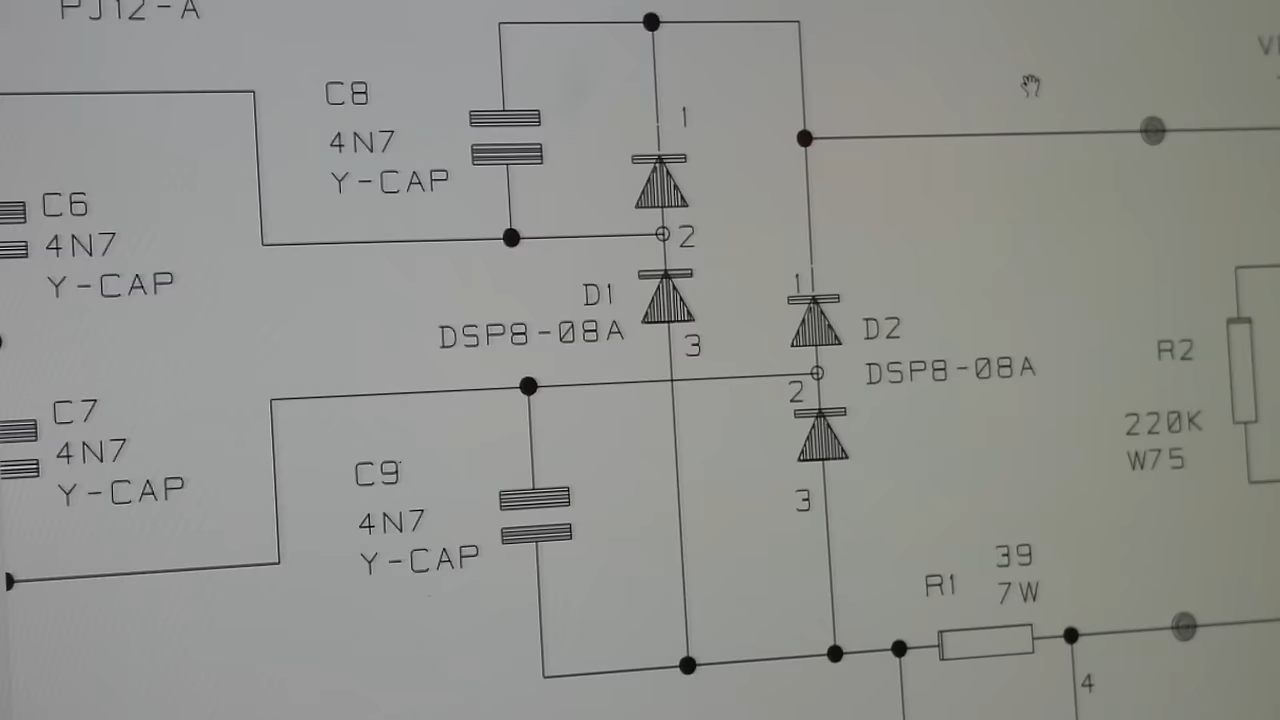 PJ12-A
C8
4N7
Y-CAP
1
C6
4N7
Y-CAP
2
D1
DSP8-08A
3
1
D2
DSP8-08A
2
R2
220K
W75
C7
4N7
Y-CAP
C9
4N7
Y-CAP
3
39
R1
7W
4